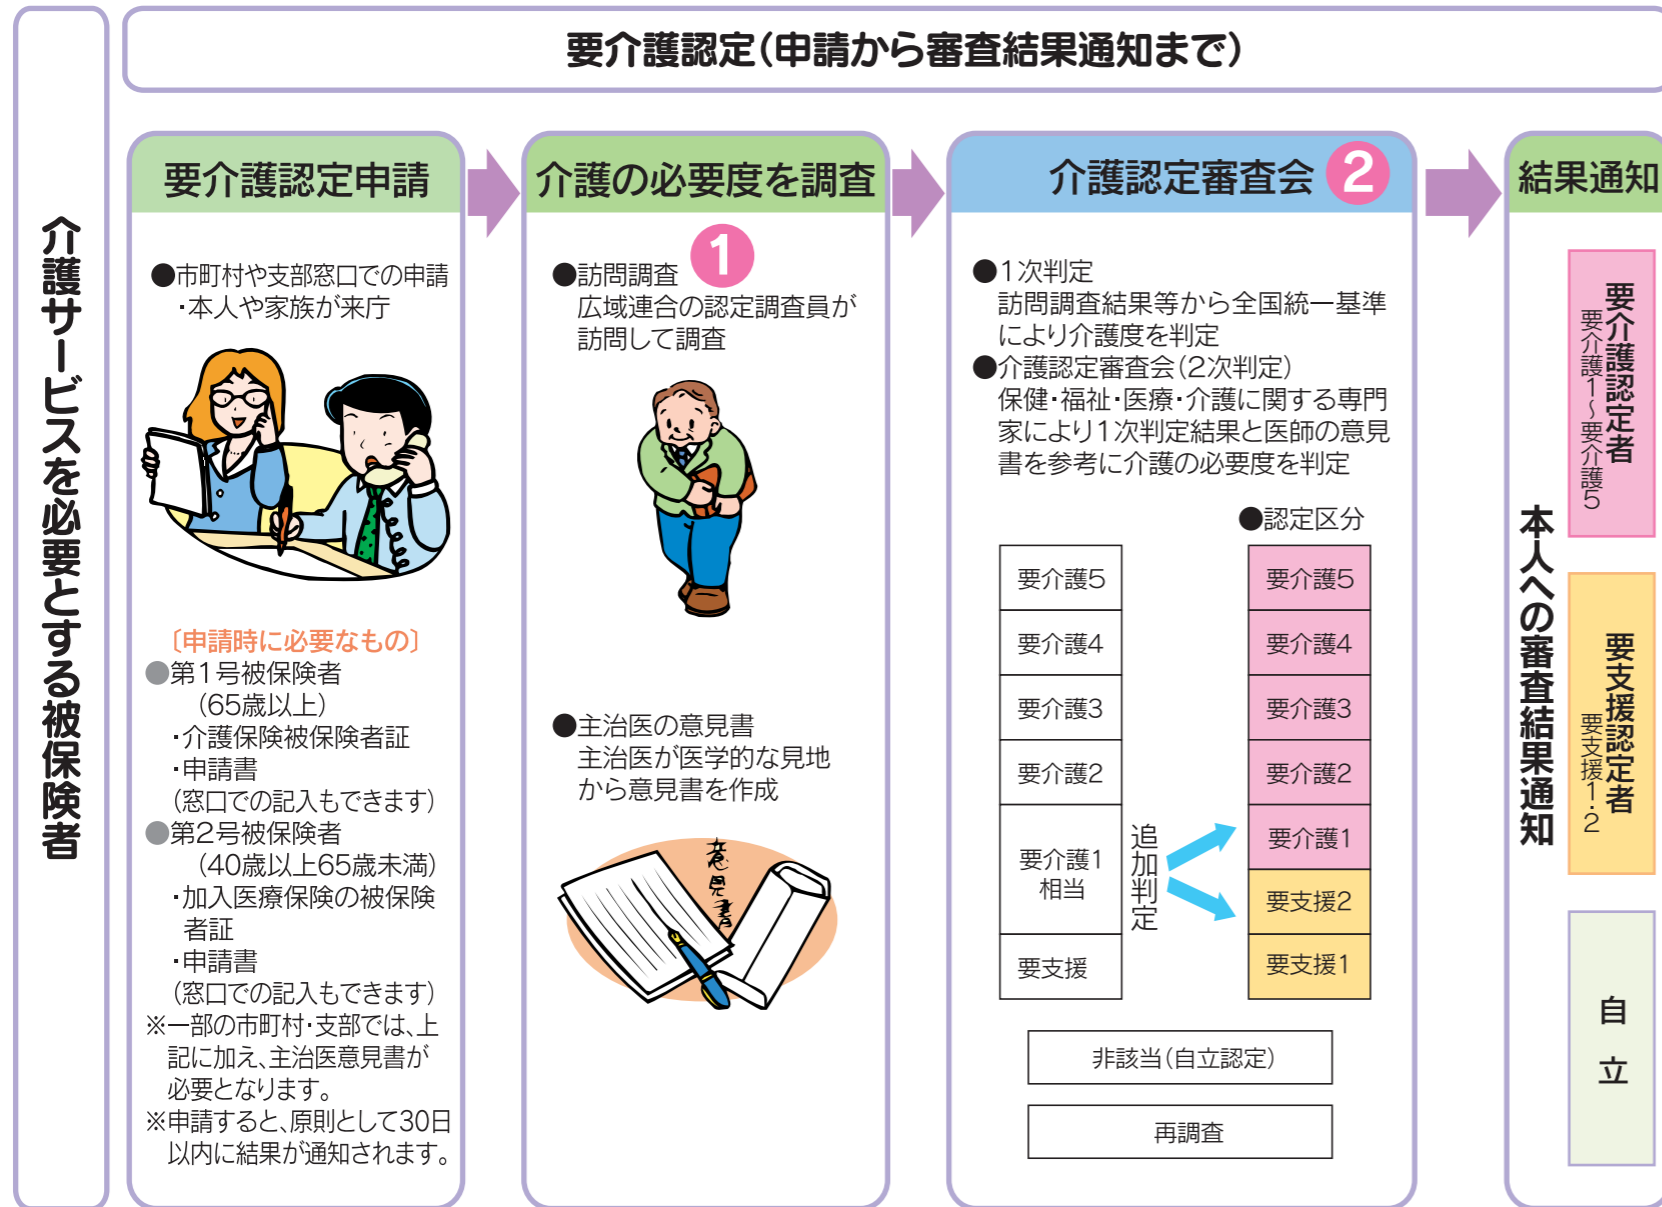 要介護認定(申請から審査結果通知まで)
介護サービスを必要とする被保険者
要介護認定申請
●市町村や支部窓口での申請
・本人や家族が来庁
〔申請時に必要なもの〕
●第1号被保険者
(65歳以上)
・介護保険被保険者証
・申請書
(窓口での記入もできます)
●第2号被保険者
(40歳以上65歳未満)
・加入医療保険の被保険
者証
・申請書
(窓口での記入もできます)
※一部の市町村・支部では、上
記に加え、主治医意見書が
必要となります。
※申請すると、原則として30日
以内に結果が通知されます。
介護の必要度を調査
1
●訪問調査
広域連合の認定調査員が
訪問して調査
●主治医の意見書
主治医が医学的な見地
から意見書を作成
意見書
介護認定審査会 2
●1次判定
訪問調査結果等から全国統一基準
により介護度を判定
●介護認定審査会(2次判定)
保健・福祉・医療・介護に関する専門
家により1次判定結果と医師の意見
書を参考に介護の必要度を判定
●認定区分
要介護5
要介護4
要介護3
要介護2
要介護1
相当
要支援
追加判定
要介護5
要介護4
要介護3
要介護2
要介護1
要支援2
要支援1
非該当(自立認定)
再調査
結果通知
本人への審査結果通知
要介護認定者
要介護1〜要介護5
要支援認定者
要支援1・2
自立